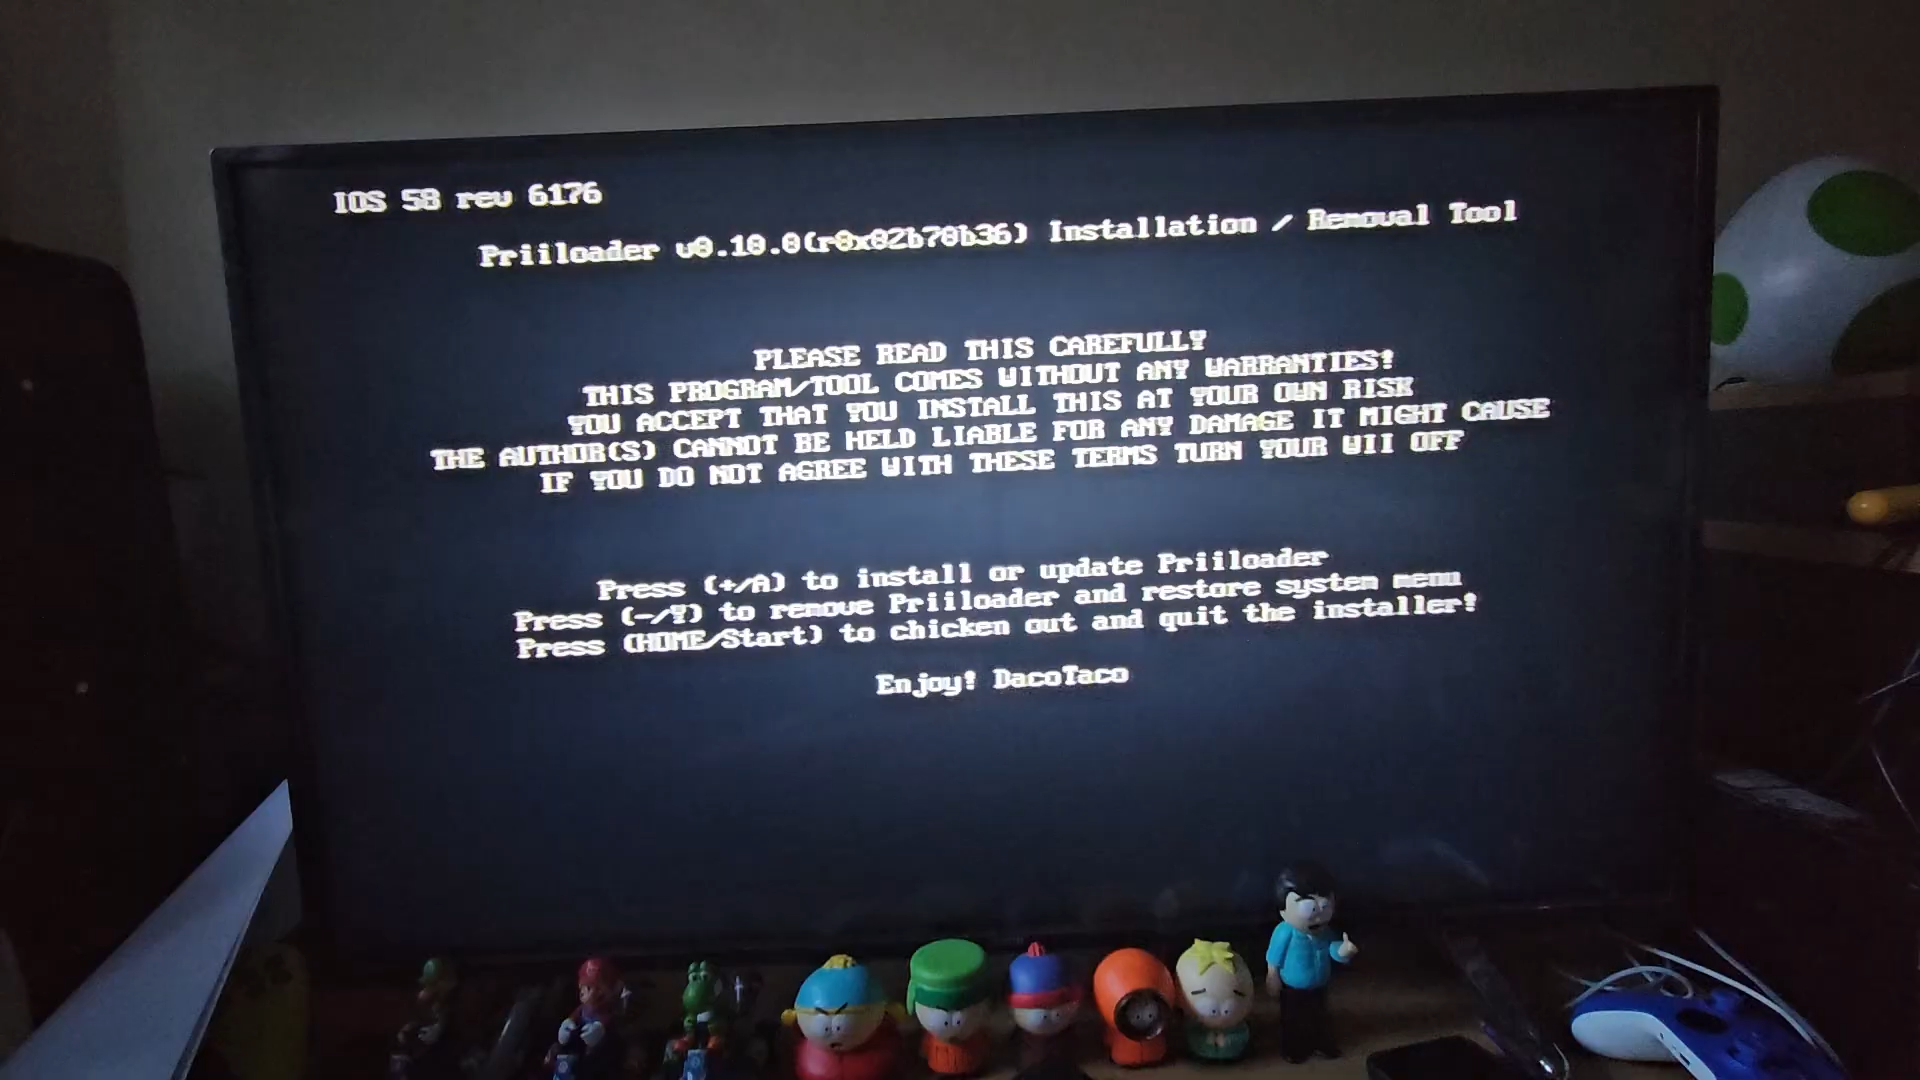 IOS 58 rev 6176
Priiloader v0.10.0(r0x02b70b36) Installation / Removal Tool
PLEASE READ THIS CAREFULLY!
THIS PROGRAM/TOOL COMES WITHOUT ANY WARRANTIES!
YOU ACCEPT THAT YOU INSTALL THIS AT YOUR OWN RISK
THE AUTHOR(S) CANNOT BE HELD LIABLE FOR ANY DAMAGE IT MIGHT CAUSE
IF YOU DO NOT AGREE WITH THESE TERMS TURN YOUR WII OFF
Press (+/A) to install or update Priiloader
Press (-/Y) to remove Priiloader and restore system menu
Press (HOME/Start) to chicken out and quit the installer!
Enjoy! DacoTaco